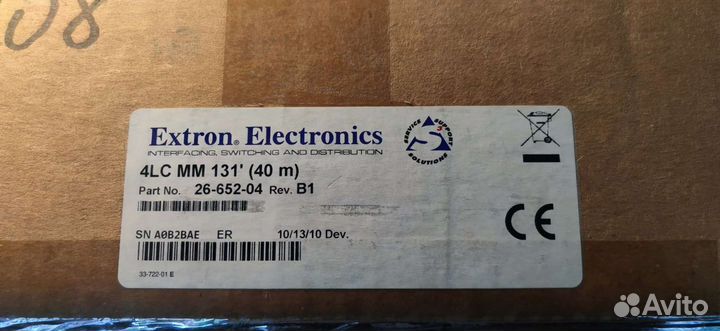 08
Extron® Electronics
INTERFACING, SWITCHING AND DISTRIBUTION
SERVICE SUPPORT SOLUTIONS
S3
4LC MM 131' (40 m)
Part No. 26-652-04 Rev. B1
SN A0B2BAE ER 10/13/10 Dev.
33-722-01 E
CE
Avito